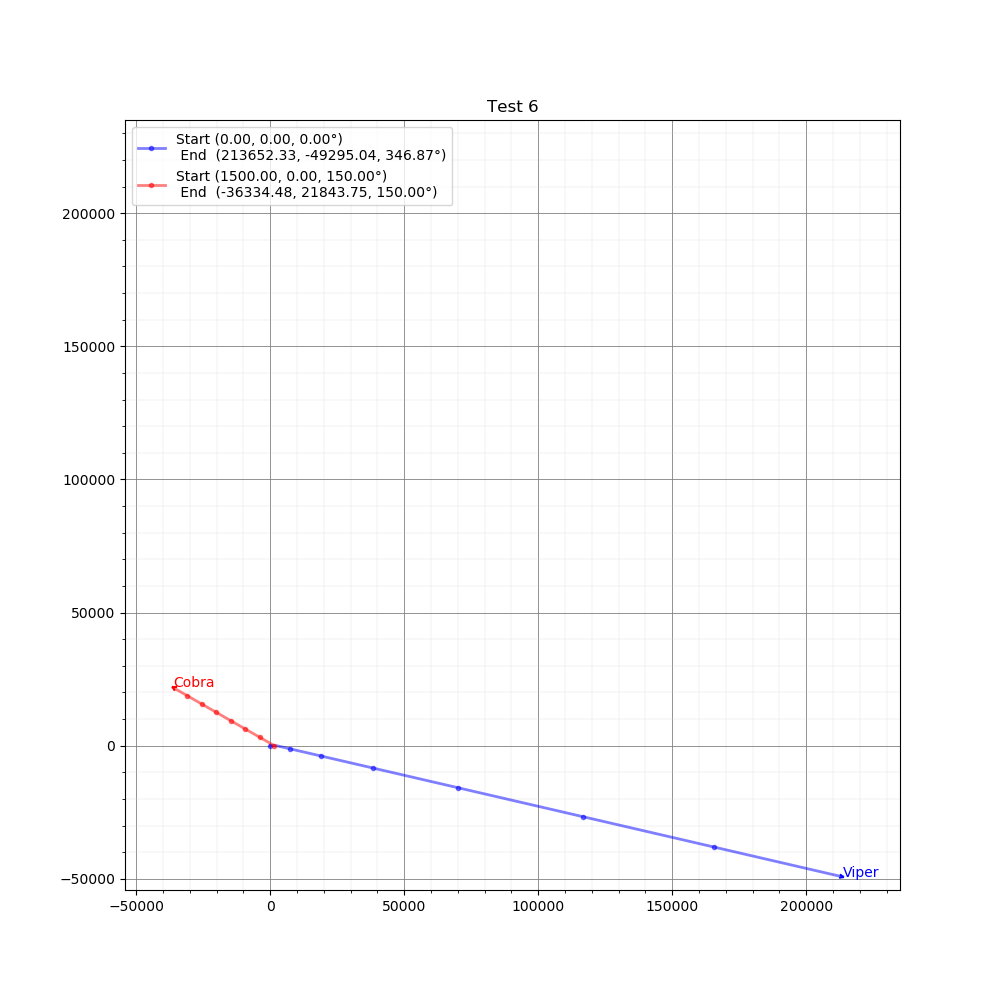 Test 6
Start (0.00, 0.00, 0.00°)
End (213652.33, -49295.04, 346.87°)
Start (1500.00, 0.00, 150.00°)
End (-36334.48, 21843.75, 150.00°)
200000
150000
100000
50000
Cobra
0
Viper
−50000
−50000 0 50000 100000 150000 200000